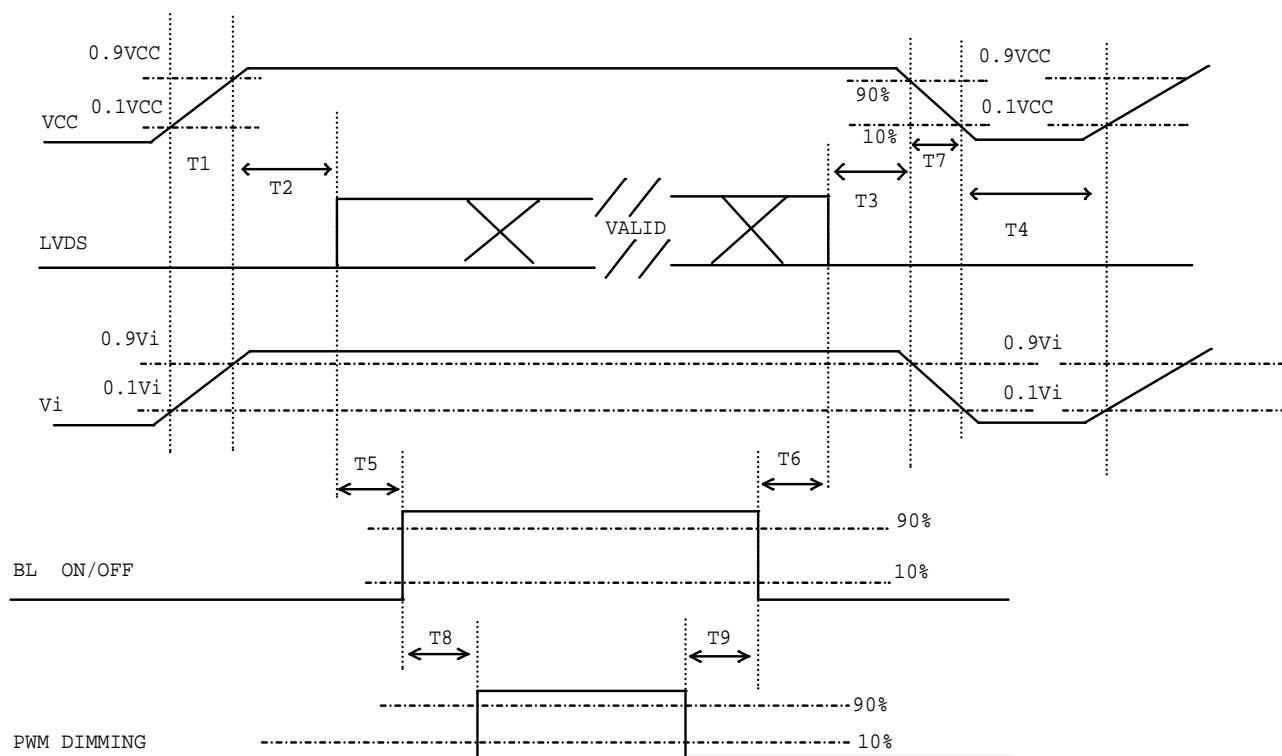 0.9VCC
0.9VCC
90%
0.1VCC
0.1VCC
VCC
10%
T1
T7
T2
T3
VALID
T4
LVDS
0.9Vi
0.9Vi
0.1Vi
0.1Vi
Vi
T5
T6
90%
BL ON/OFF
10%
T8
T9
90%
PWM DIMMING
10%